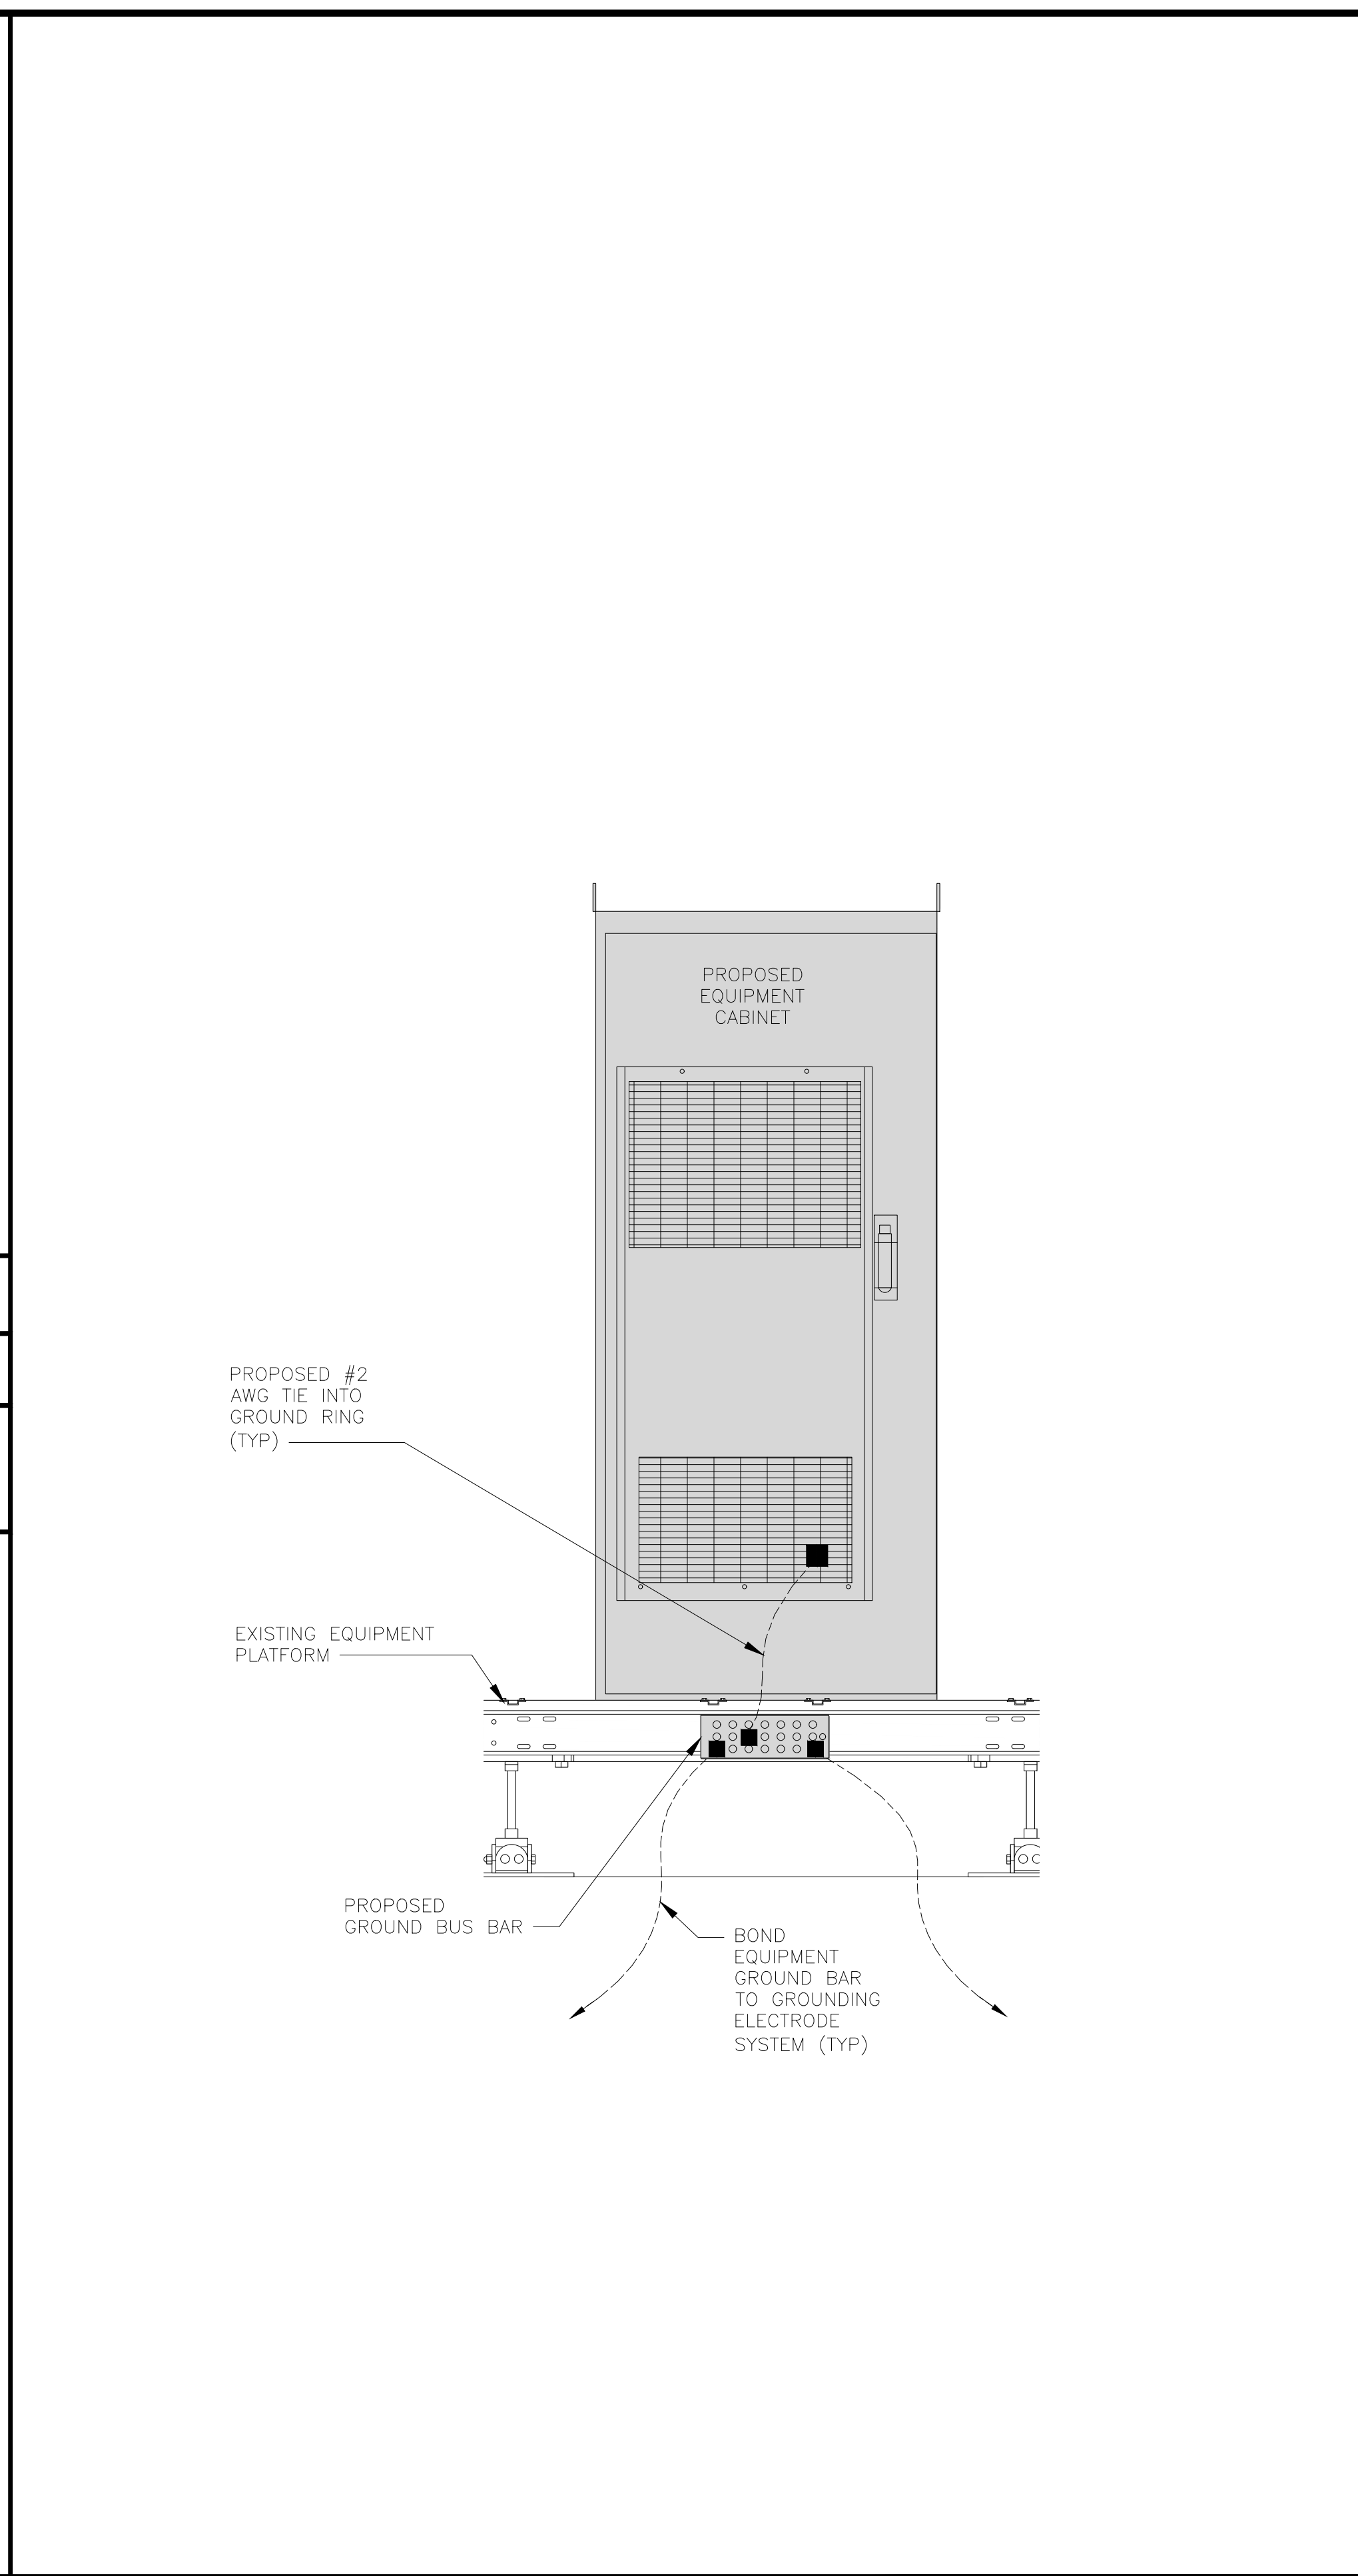 PROPOSED
EQUIPMENT
CABINET
PROPOSED #2
AWG TIE INTO
GROUND RING
(TYP)
EXISTING EQUIPMENT
PLATFORM
PROPOSED
GROUND BUS BAR
BOND
EQUIPMENT
GROUND BAR
TO GROUNDING
ELECTRODE
SYSTEM (TYP)